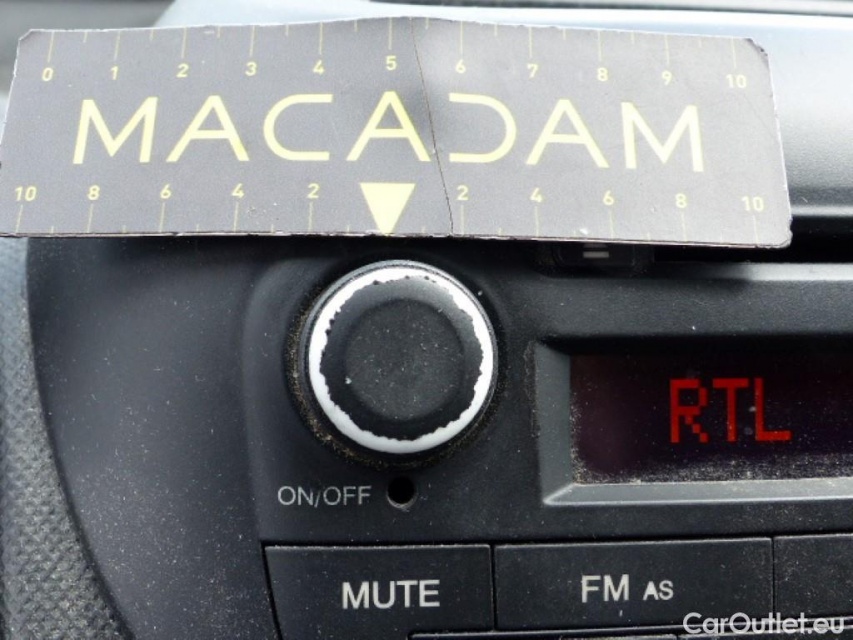 0 1 2 3 4 5 6 7 8 9 10
MACADAM
10 8 6 4 2 2 4 6 8 10
RTL
ON/OFF
MUTE FM AS
CarOutlet.eu